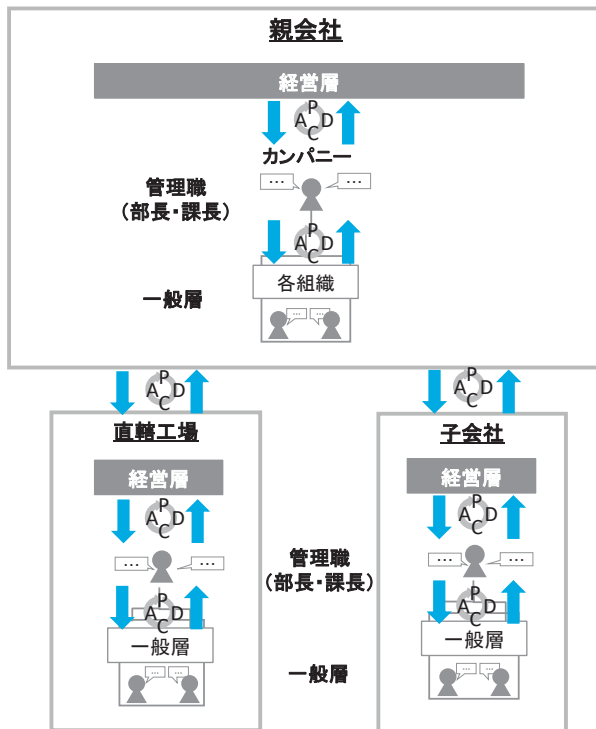 親会社
経営層
P
A D
C
カンパニー
… …
管理職
（部長・課長）
P
A D
C
各組織
一般層
… …
P
A D
C
P
A D
C
直轄工場
子会社
経営層
経営層
P
A D
C
P
A D
C
… …
… …
管理職
（部長・課長）
P
A D
C
P
A D
C
一般層
一般層
一般層
… …
… …